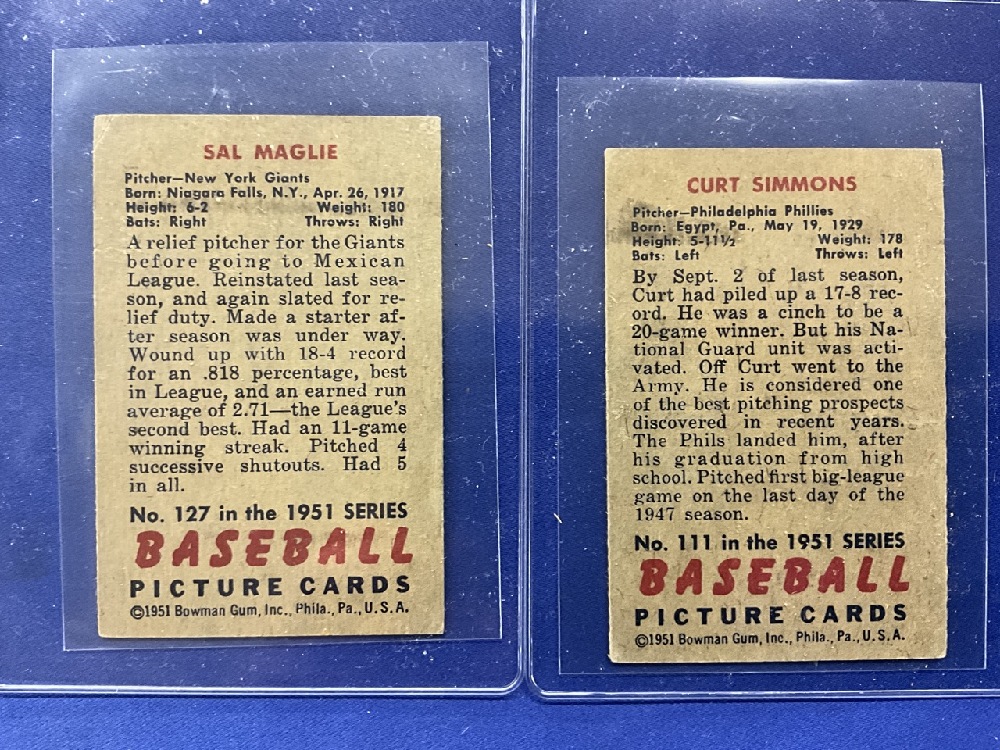 SAL MAGLIE
Pitcher—New York Giants
Born: Niagara Falls, N.Y., Apr. 26, 1917
Height: 6-2 Weight: 180
Bats: Right Throws: Right
A relief pitcher for the Giants
before going to Mexican
League. Reinstated last sea-
son, and again slated for re-
lief duty. Made a starter af-
ter season was under way.
Wound up with 18-4 record
for an .818 percentage, best
in League, and an earned run
average of 2.71—the League's
second best. Had an 11-game
winning streak. Pitched 4
successive shutouts. Had 5
in all.
No. 127 in the 1951 SERIES
BASEBALL
PICTURE CARDS
©1951 Bowman Gum, Inc., Phila., Pa., U.S.A.
CURT SIMMONS
Pitcher—Philadelphia Phillies
Born: Egypt, Pa., May 19, 1929
Height: 5-11½ Weight: 178
Bats: Left Throws: Left
By Sept. 2 of last season,
Curt had piled up a 17-8 rec-
ord. He was a cinch to be a
20-game winner. But his Na-
tional Guard unit was acti-
vated. Off Curt went to the
Army. He is considered one
of the best pitching prospects
discovered in recent years.
The Phils landed him, after
his graduation from high
school. Pitched first big-league
game on the last day of the
1947 season.
No. 111 in the 1951 SERIES
BASEBALL
PICTURE CARDS
©1951 Bowman Gum, Inc., Phila., Pa., U.S.A.